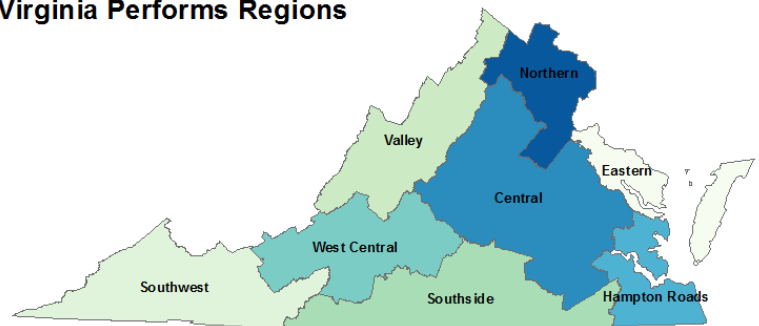 Virginia Performs Regions
Northern
Valley
Eastern
Central
West Central
Southwest
Southside
Hampton Roads